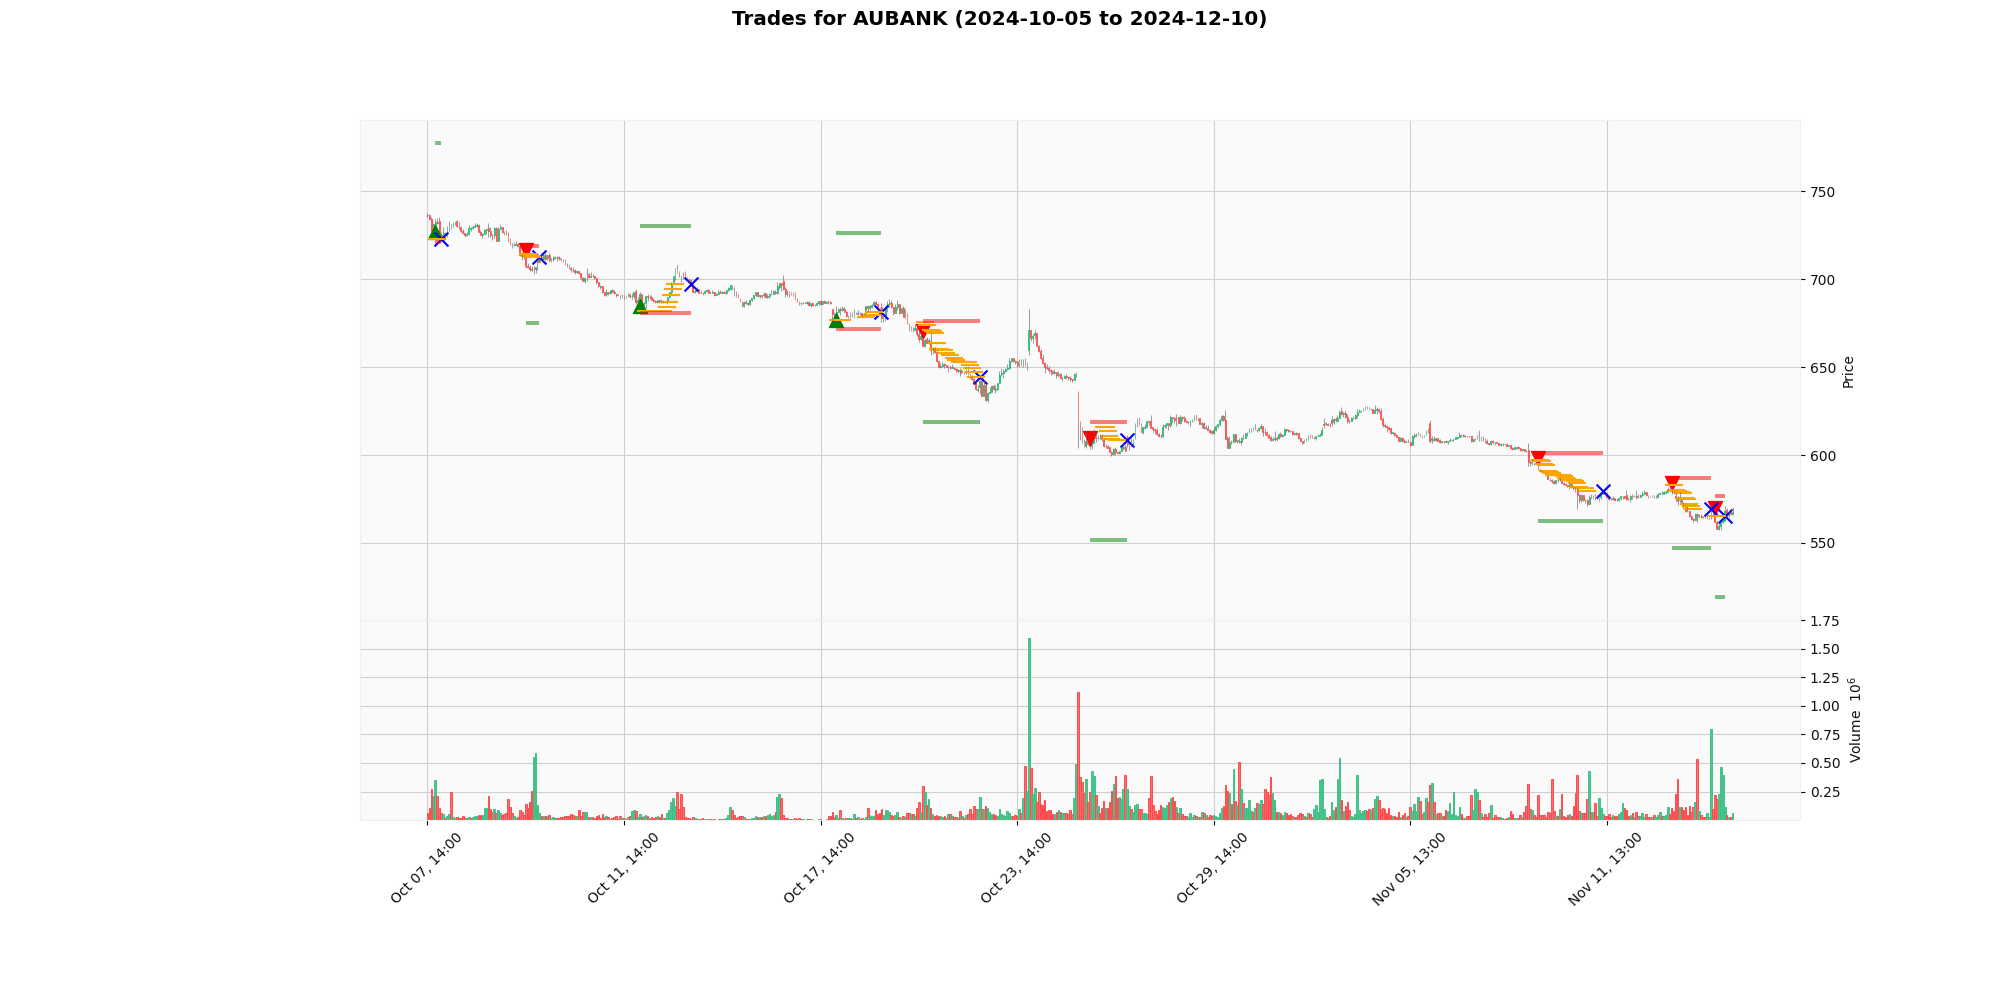 Trades for AUBANK (2024-10-05 to 2024-12-10)
750
700
650
600
550
Price
1.75
1.50
1.25
1.00
0.75
0.50
0.25
Volume 10^6
Oct 07, 14:00
Oct 11, 14:00
Oct 17, 14:00
Oct 23, 14:00
Oct 29, 14:00
Nov 05, 13:00
Nov 11, 13:00